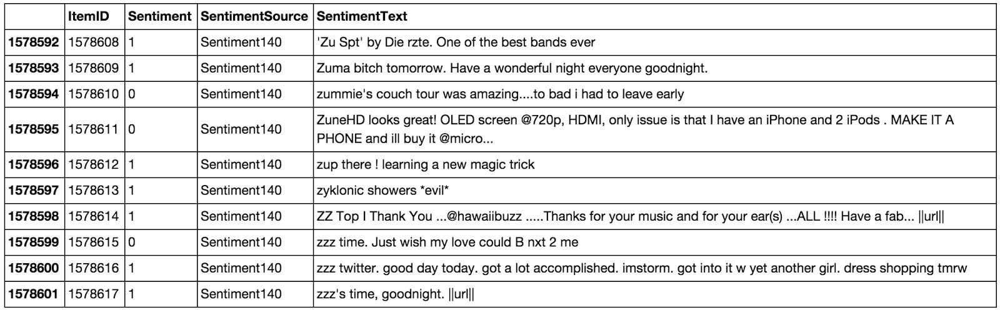 ItemID Sentiment SentimentSource SentimentText
1578592 1578608 1 Sentiment140 'Zu Spt' by Die rzte. One of the best bands ever
1578593 1578609 1 Sentiment140 Zuma bitch tomorrow. Have a wonderful night everyone goodnight.
1578594 1578610 0 Sentiment140 zummie's couch tour was amazing....to bad i had to leave early
1578595 1578611 0 Sentiment140 ZuneHD looks great! OLED screen @720p, HDMI, only issue is that I have an iPhone and 2 iPods . MAKE IT A
PHONE and ill buy it @micro...
1578596 1578612 1 Sentiment140 zup there ! learning a new magic trick
1578597 1578613 1 Sentiment140 zyklonic showers *evil*
1578598 1578614 1 Sentiment140 ZZ Top I Thank You ...@hawaiibuzz .....Thanks for your music and for your ear(s) ...ALL !!!! Have a fab... ||url||
1578599 1578615 0 Sentiment140 zzz time. Just wish my love could B nxt 2 me
1578600 1578616 1 Sentiment140 zzz twitter. good day today. got a lot accomplished. imstorm. got into it w yet another girl. dress shopping tmrw
1578601 1578617 1 Sentiment140 zzz's time, goodnight. ||url||